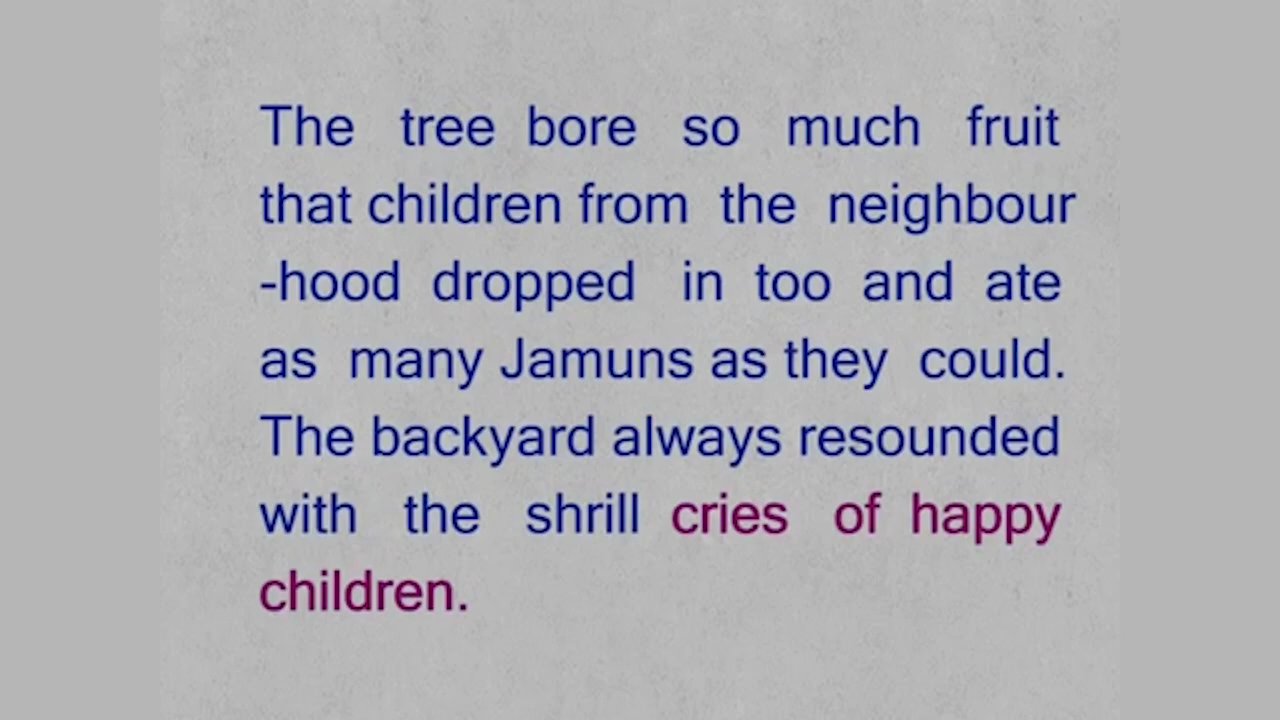 The tree bore so much fruit
that children from the neighbour
-hood dropped in too and ate
as many Jamuns as they could.
The backyard always resounded
with the shrill cries of happy
children.